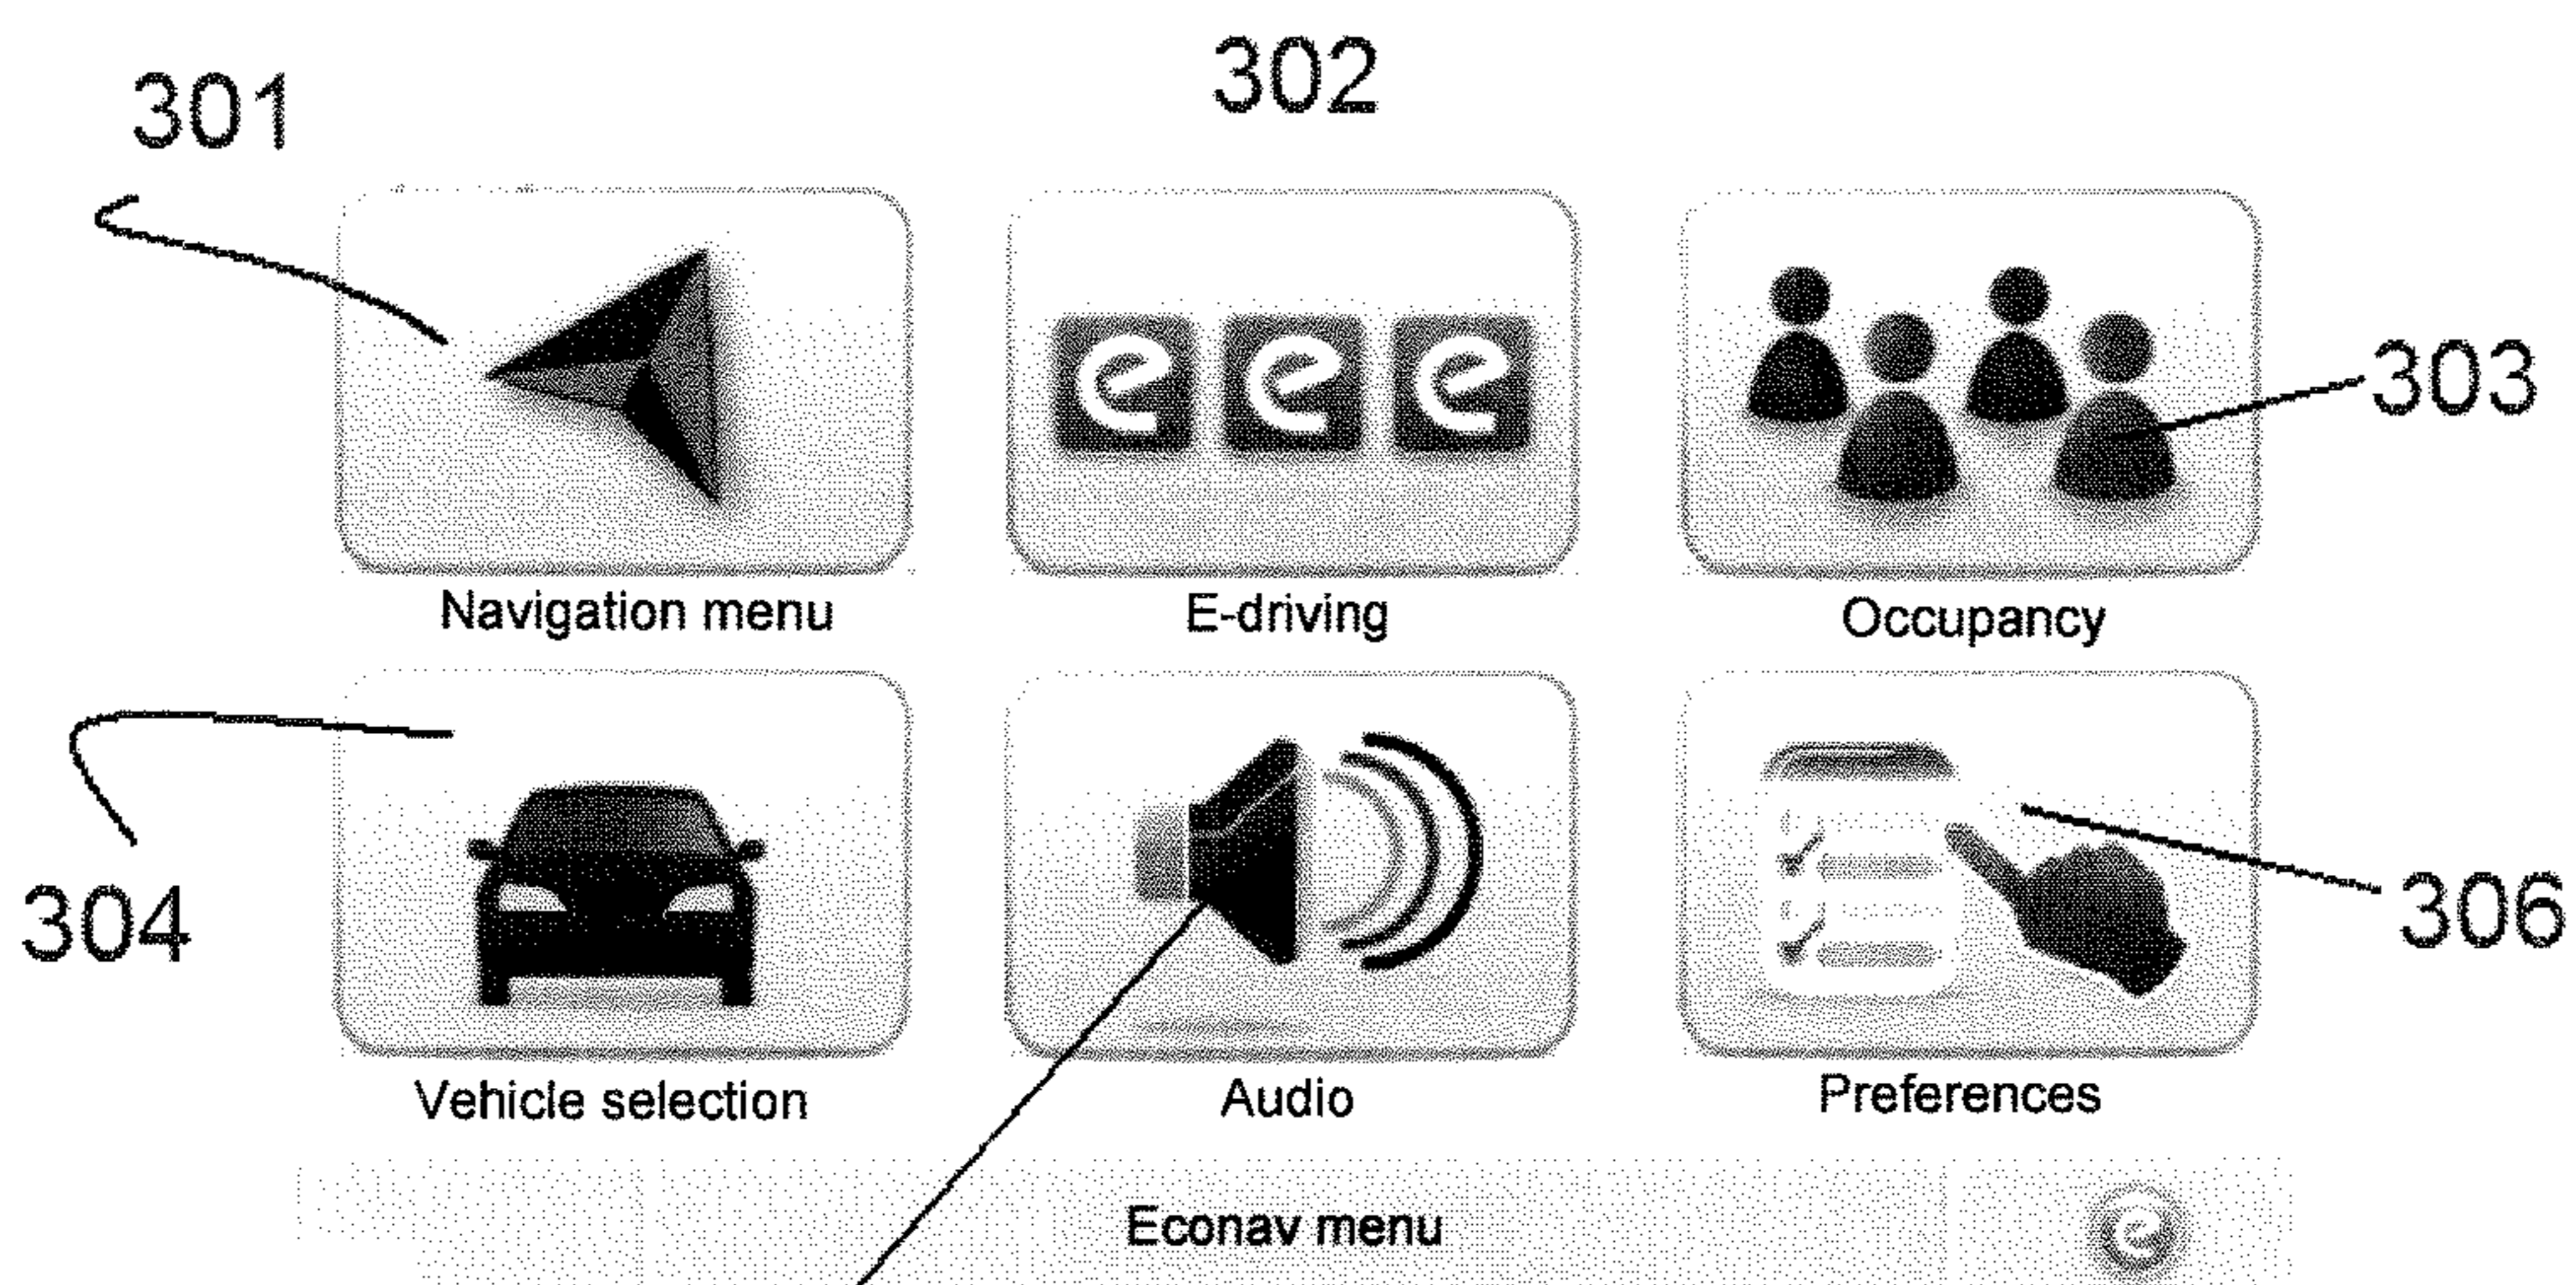 301
302
e e e
303
Navigation menu
E-driving
Occupancy
304
306
Vehicle selection
Audio
Preferences
Econav menu
e